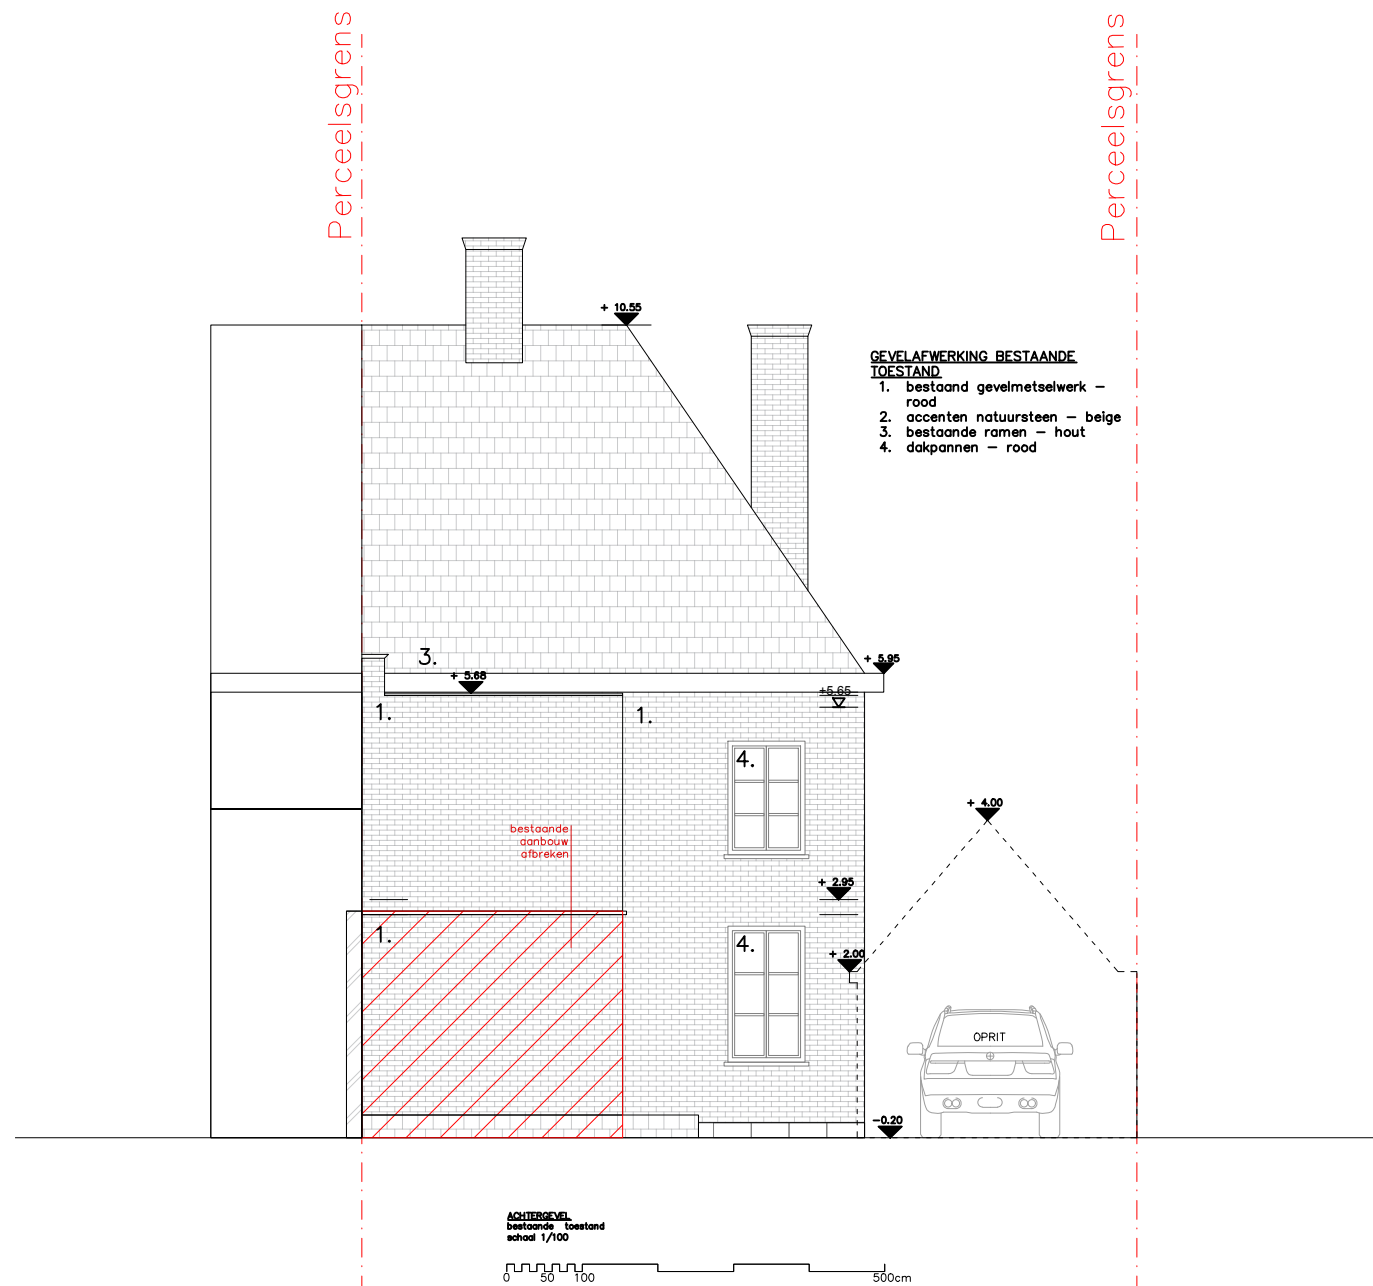 Perceelsgrens
Perceelsgrens
+ 10.55
GEVELAFWERKING BESTAANDE
TOESTAND
1. bestaand gevelmetselwerk –
rood
2. accenten natuursteen – beige
3. bestaande ramen – hout
4. dakpannen – rood
3.
+ 5.95
+ 5.68
+5.65
1.
1.
4.
+ 4.00
bestaande
aanbouw
afbreken
+ 2.95
1.
4.
+ 2.00
OPRIT
-0.20
ACHTERGEVEL
bestaande toestand
schaal 1/100
0 50 100 500cm